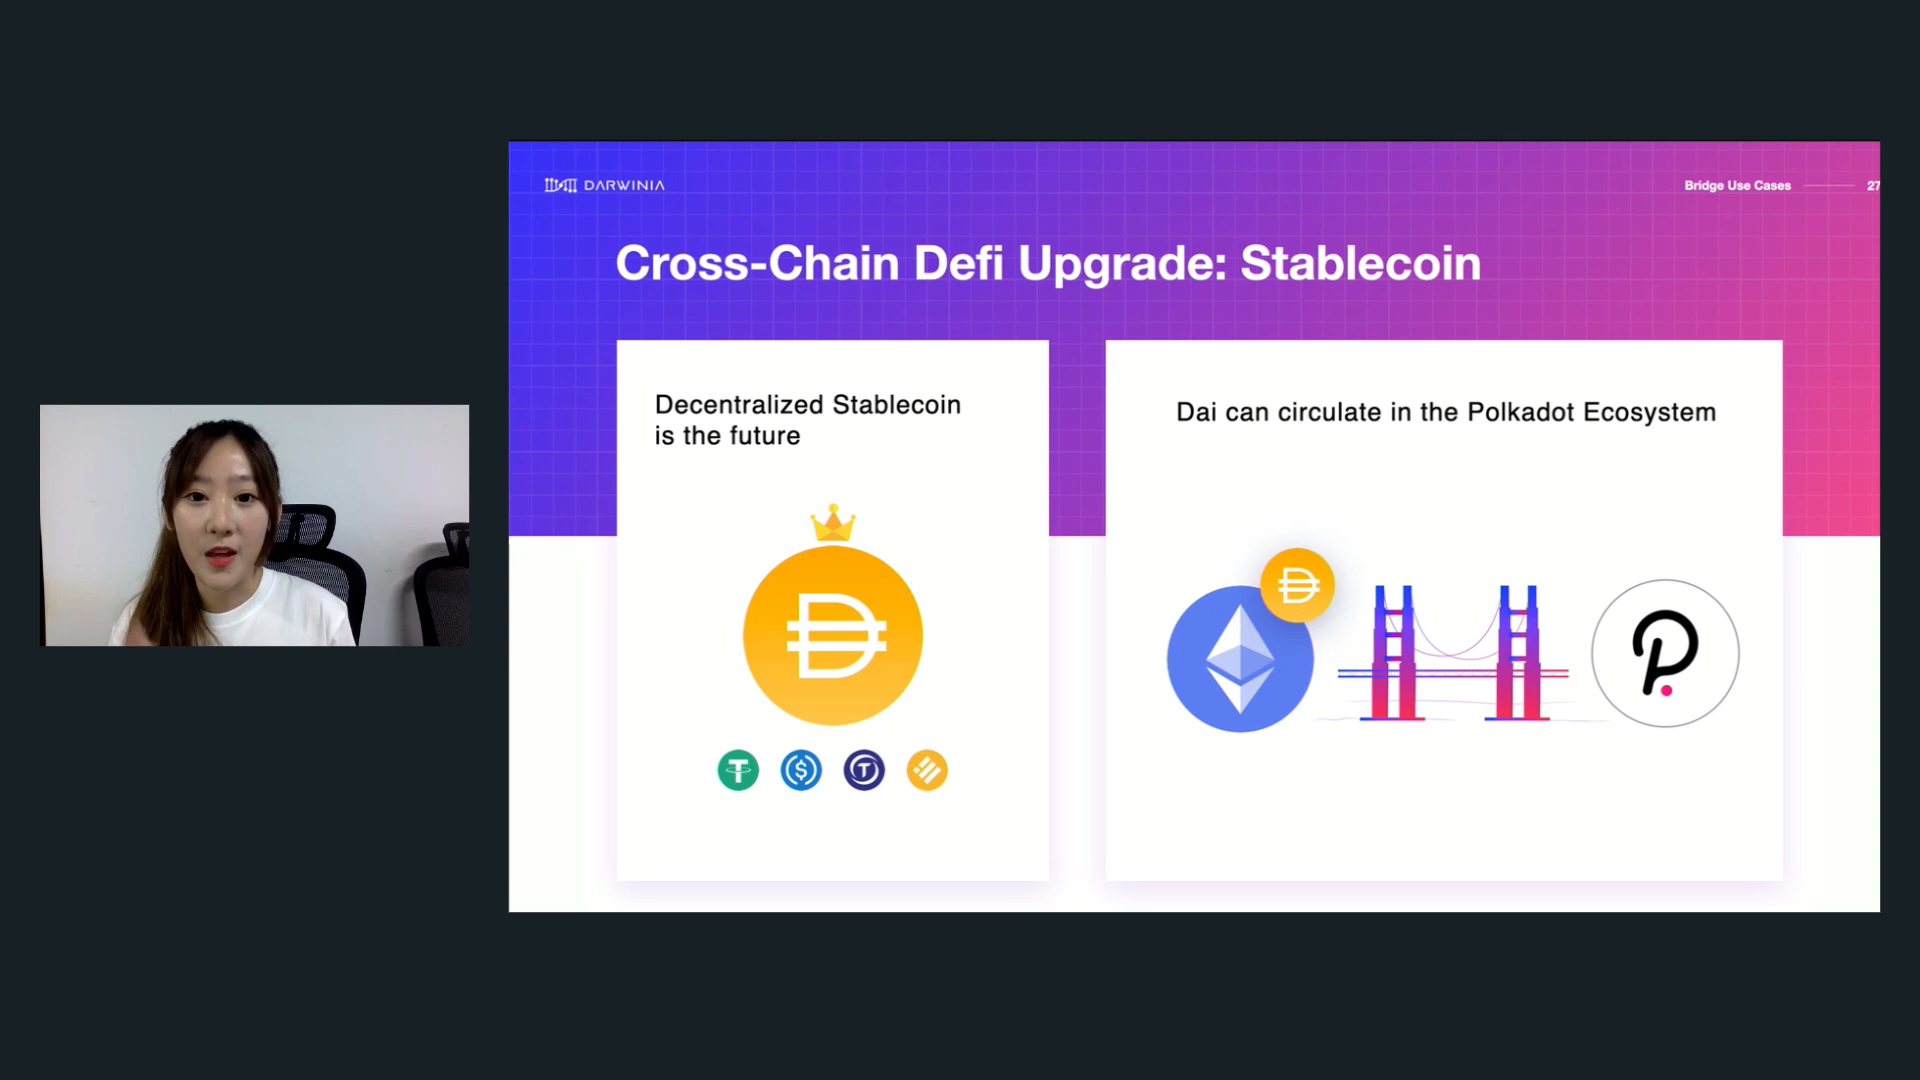 DARWINIA
Bridge Use Cases 27
Cross-Chain Defi Upgrade: Stablecoin
Decentralized Stablecoin
is the future
Dai can circulate in the Polkadot Ecosystem